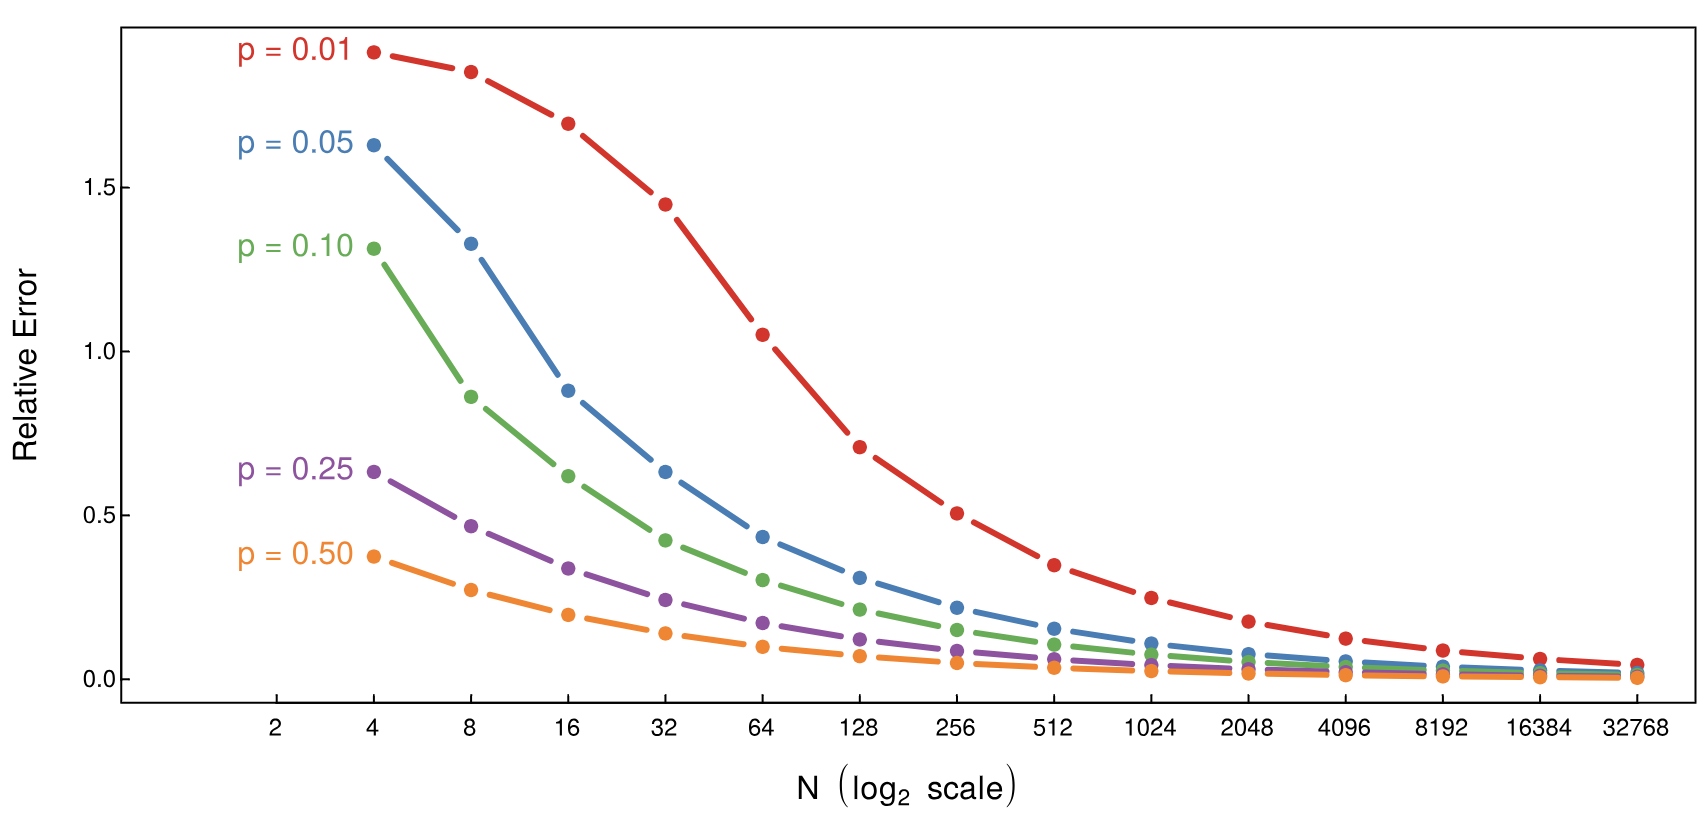 p = 0.01
p = 0.05
p = 0.10
p = 0.25
p = 0.50
1.5
1.0
0.5
0.0
Relative Error
2 4 8 16 32 64 128 256 512 1024 2048 4096 8192 16384 32768
N (log₂ scale)